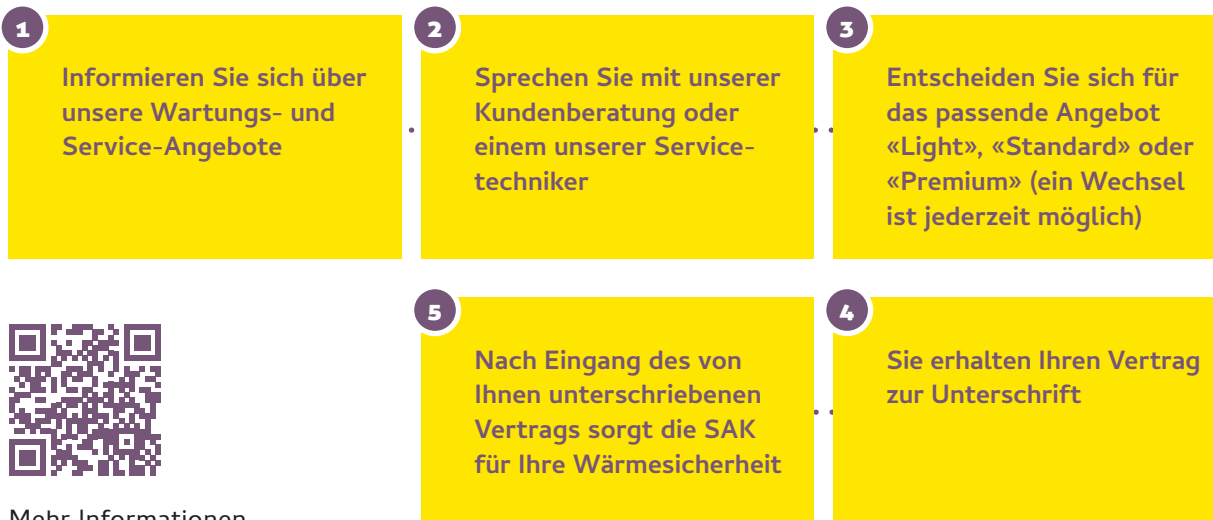 1
Informieren Sie sich über
unsere Wartungs- und
Service-Angebote
2
Sprechen Sie mit unserer
Kundenberatung oder
einem unserer Service-
techniker
3
Entscheiden Sie sich für
das passende Angebot
«Light», «Standard» oder
«Premium» (ein Wechsel
ist jederzeit möglich)
4
Sie erhalten Ihren Vertrag
zur Unterschrift
5
Nach Eingang des von
Ihnen unterschriebenen
Vertrags sorgt die SAK
für Ihre Wärmesicherheit
Mehr Informationen